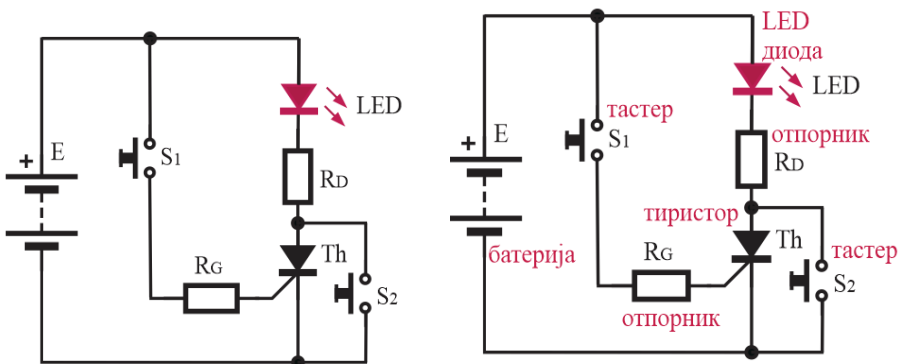 + E
S1
LED
RD
Th
RG
S2
LED
диода
LED
тастер
+ E
S1
отпорник
RD
тиристор
Th
тастер
батерија
RG
S2
отпорник